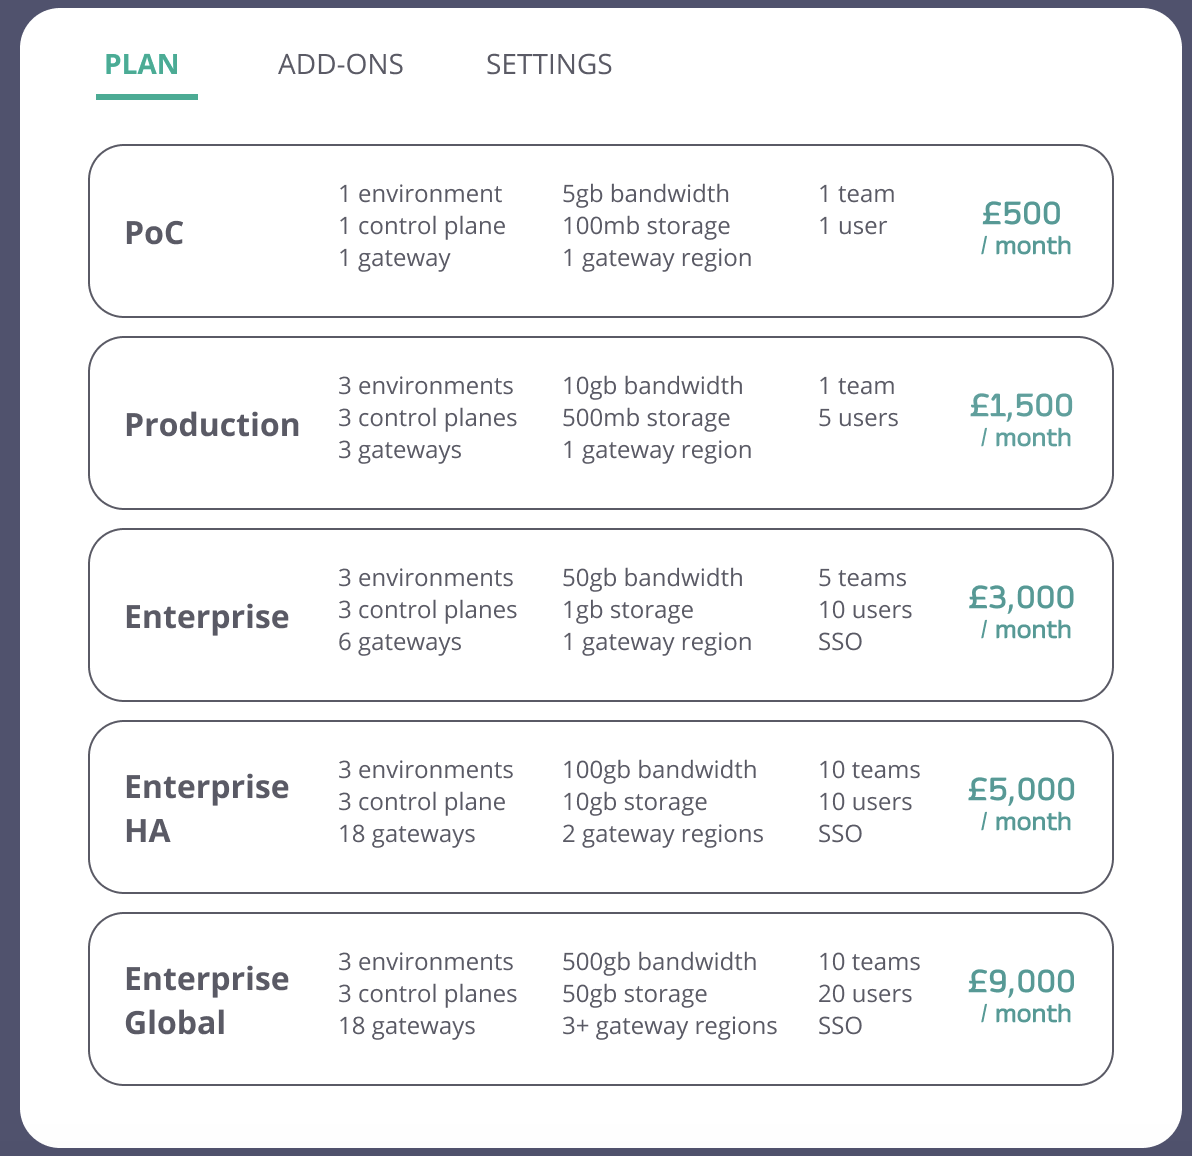 PLAN ADD-ONS SETTINGS
PoC
1 environment
1 control plane
1 gateway
5gb bandwidth
100mb storage
1 gateway region
1 team
1 user
£500
/ month
Production
3 environments
3 control planes
3 gateways
10gb bandwidth
500mb storage
1 gateway region
1 team
5 users
£1,500
/ month
Enterprise
3 environments
3 control planes
6 gateways
50gb bandwidth
1gb storage
1 gateway region
5 teams
10 users
SSO
£3,000
/ month
Enterprise
HA
3 environments
3 control plane
18 gateways
100gb bandwidth
10gb storage
2 gateway regions
10 teams
10 users
SSO
£5,000
/ month
Enterprise
Global
3 environments
3 control planes
18 gateways
500gb bandwidth
50gb storage
3+ gateway regions
10 teams
20 users
SSO
£9,000
/ month